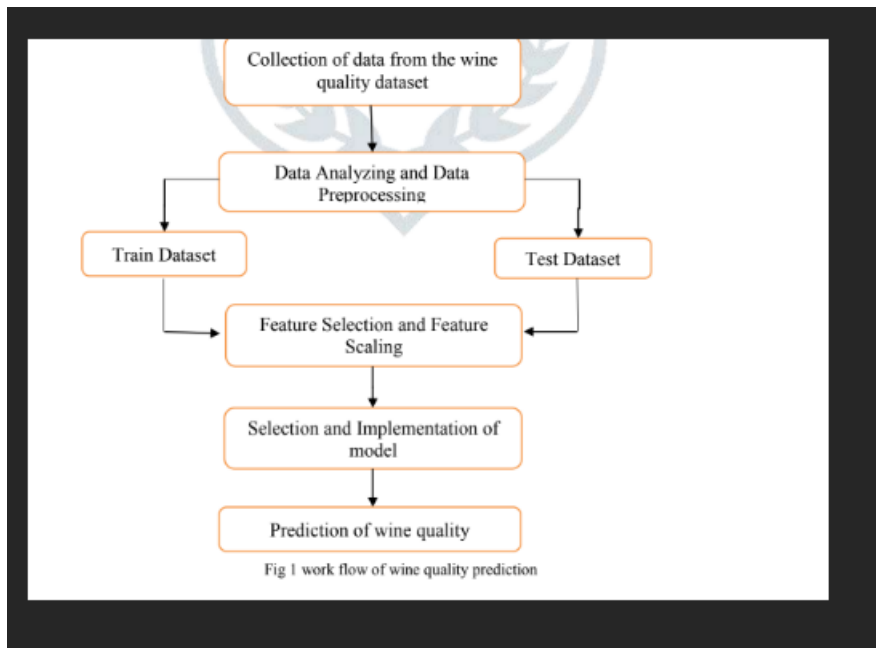 Collection of data from the wine
quality dataset
Data Analyzing and Data
Preprocessing
Train Dataset
Test Dataset
Feature Selection and Feature
Scaling
Selection and Implementation of
model
Prediction of wine quality
Fig 1 work flow of wine quality prediction